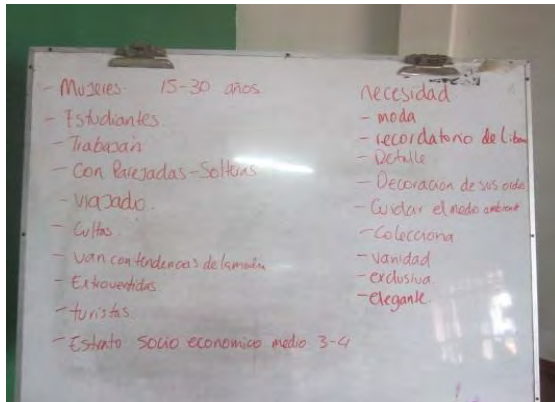 - Mujeres 15-30 años
- Estudiantes.
- Trabajan
- Con Parejadas-Solteras
- viajado.
- Cultas.
- van con tendencias de la moda
- Extrovertidas
- turistas
- Estrato socio economico medio 3-4
necesidad
- moda
- recordatorio de
- Detalle
- Decoracion de sus
- Cuidar el medio ambient
- Colecciona
- vanidad
- exclusiva.
- elegante.